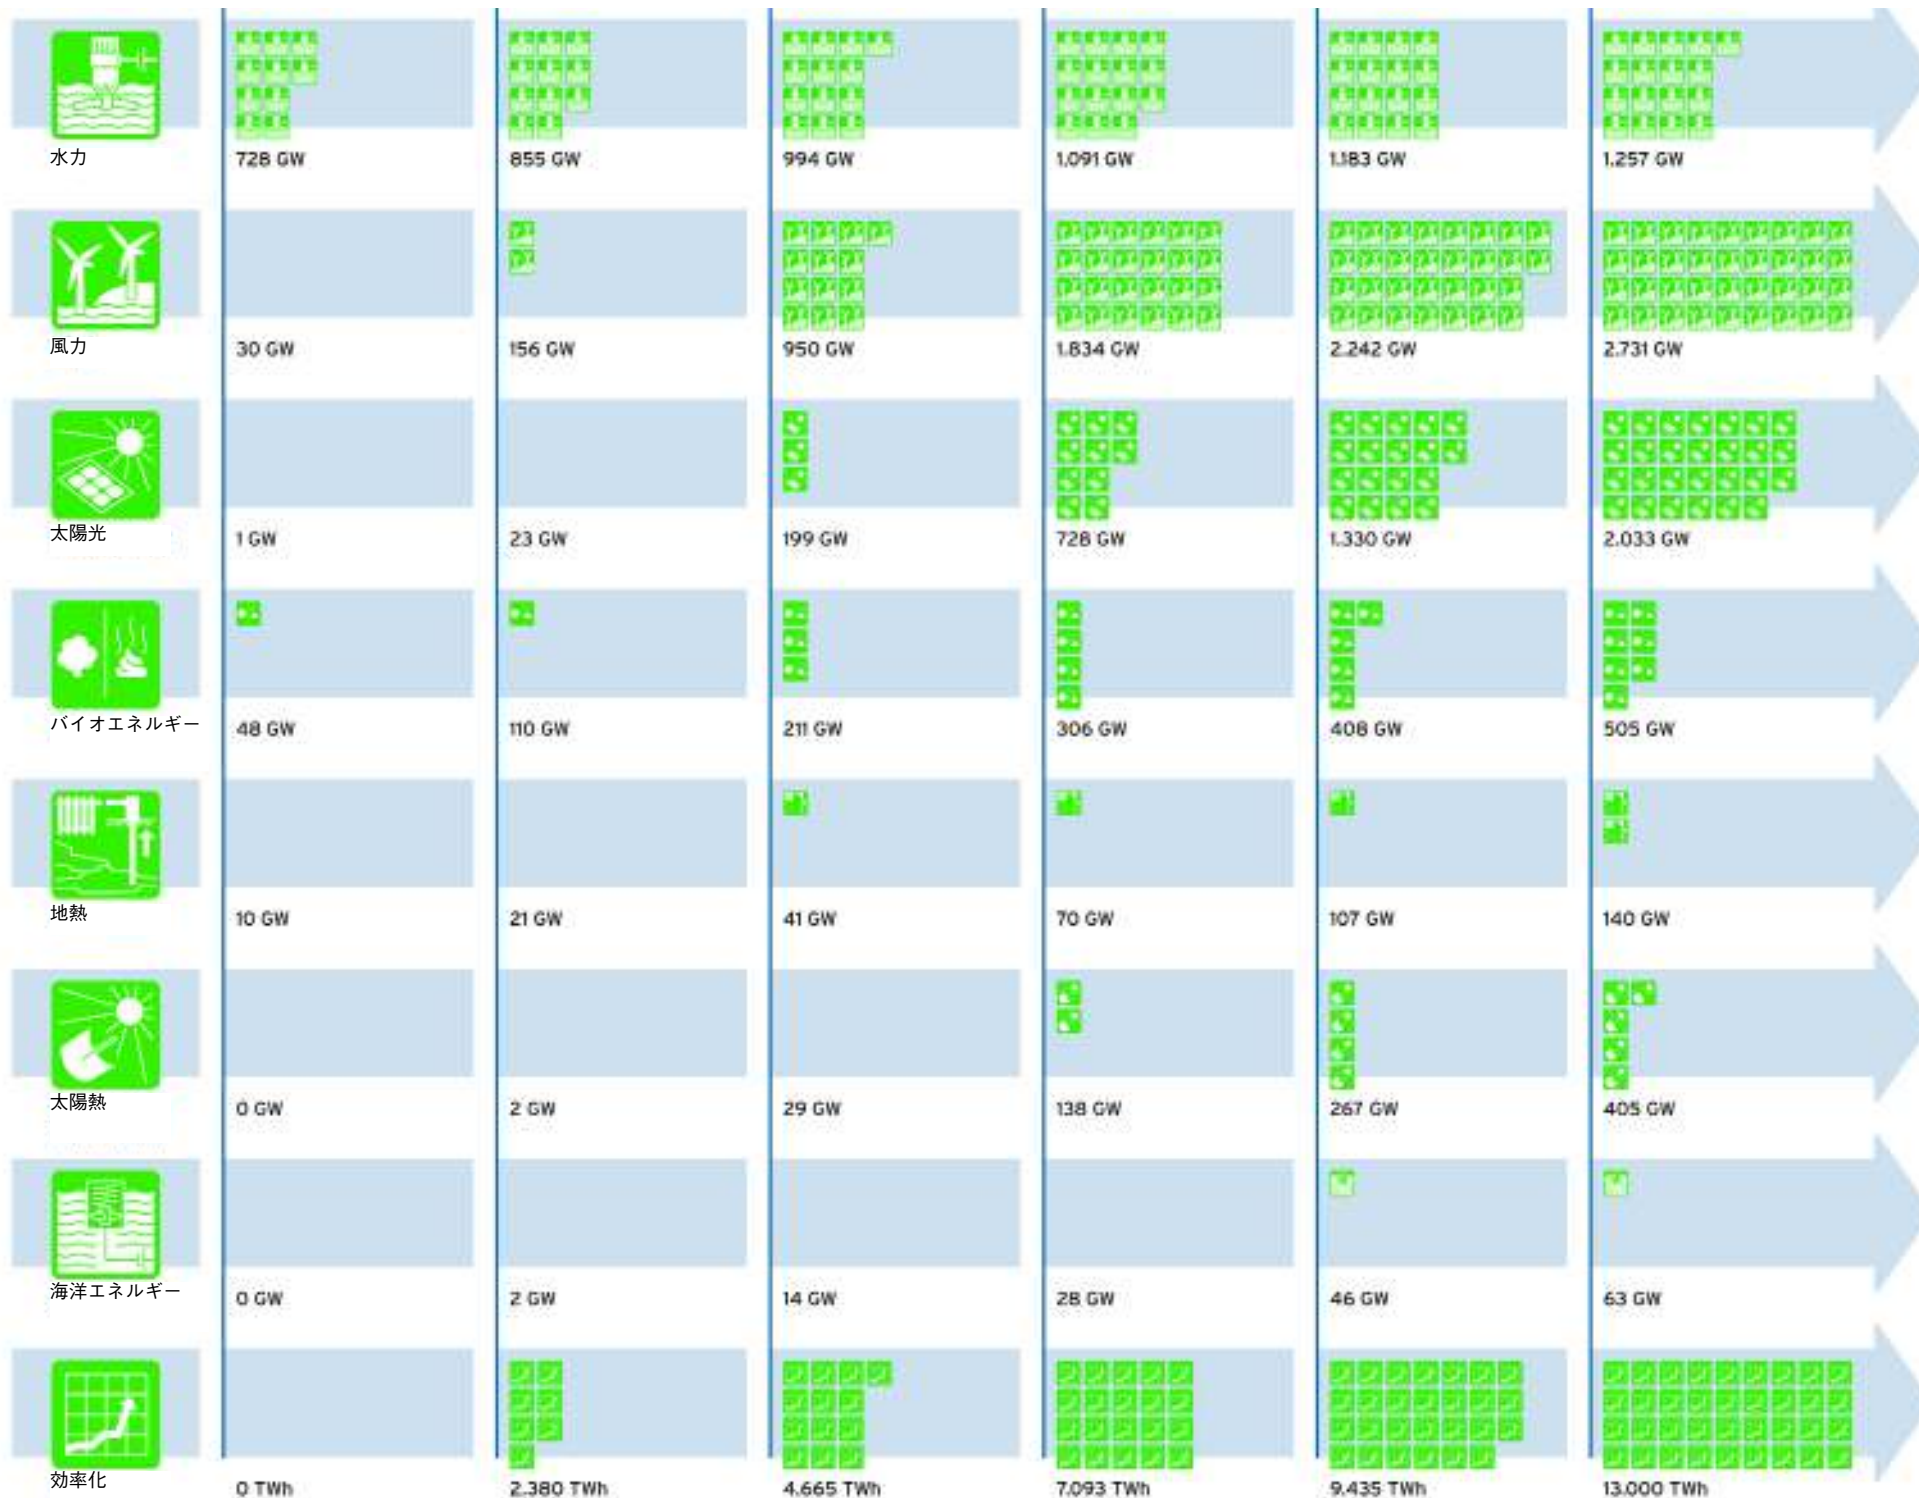 水力
728 GW
855 GW
994 GW
1.091 GW
1.183 GW
1.257 GW
風力
30 GW
156 GW
950 GW
1.834 GW
2.242 GW
2.731 GW
太陽光
1 GW
23 GW
199 GW
728 GW
1.330 GW
2.033 GW
バイオエネルギー
48 GW
110 GW
211 GW
306 GW
408 GW
505 GW
地熱
10 GW
21 GW
41 GW
70 GW
107 GW
140 GW
太陽熱
0 GW
2 GW
29 GW
138 GW
267 GW
405 GW
海洋エネルギー
0 GW
2 GW
14 GW
28 GW
46 GW
63 GW
効率化
0 TWh
2.380 TWh
4.665 TWh
7.093 TWh
9.435 TWh
13.000 TWh